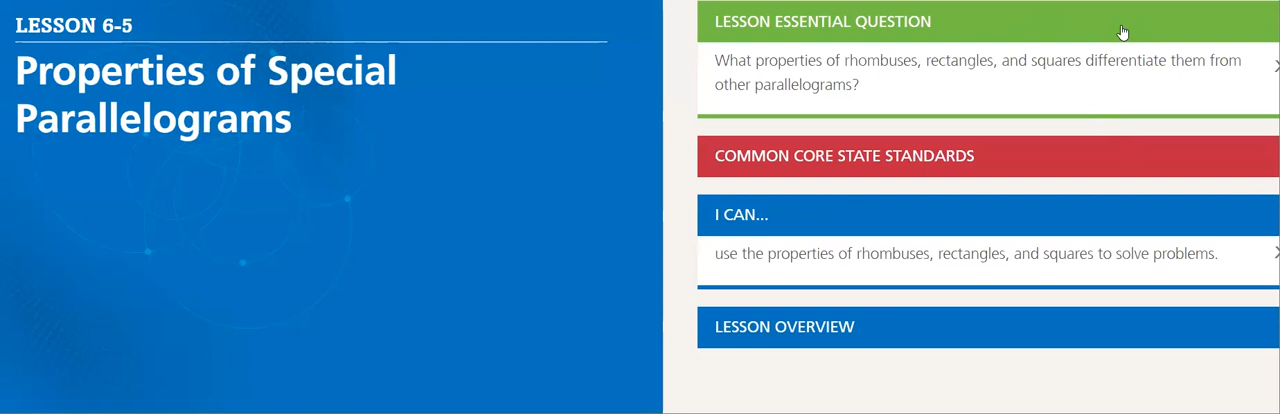 LESSON 6-5
Properties of Special
Parallelograms
LESSON ESSENTIAL QUESTION
What properties of rhombuses, rectangles, and squares differentiate them from
other parallelograms?
COMMON CORE STATE STANDARDS
I CAN...
use the properties of rhombuses, rectangles, and squares to solve problems.
LESSON OVERVIEW